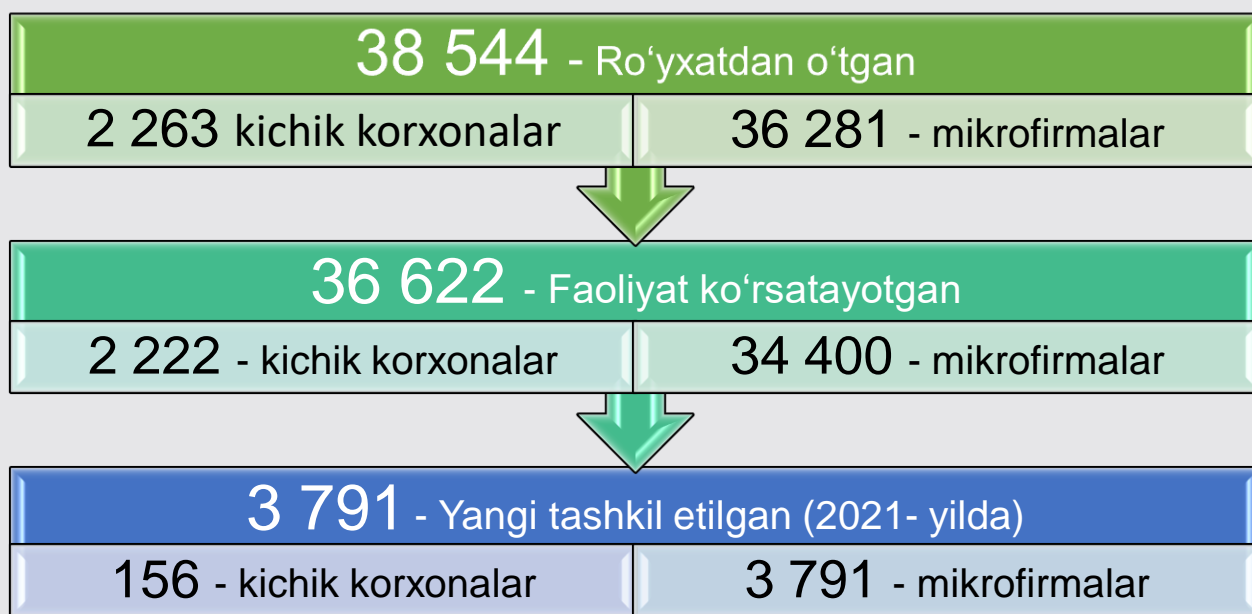 38 544 - Ro‘yxatdan o‘tgan
2 263 kichik korxonalar
36 281 - mikrofirmalar
36 622 - Faoliyat ko‘rsatayotgan
2 222 - kichik korxonalar
34 400 - mikrofirmalar
3 791 - Yangi tashkil etilgan (2021- yilda)
156 - kichik korxonalar
3 791 - mikrofirmalar